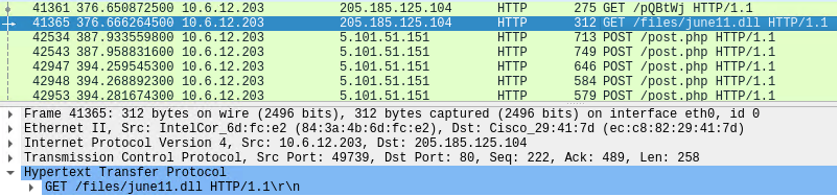 41361 376.650872500 10.6.12.203 205.185.125.104 HTTP 275 GET /pQBtWj HTTP/1.1
41365 376.666264500 10.6.12.203 205.185.125.104 HTTP 312 GET /files/june11.dll HTTP/1.1
42534 387.933559800 10.6.12.203 5.101.51.151 HTTP 713 POST /post.php HTTP/1.1
42543 387.958831600 10.6.12.203 5.101.51.151 HTTP 749 POST /post.php HTTP/1.1
42947 394.259545300 10.6.12.203 5.101.51.151 HTTP 646 POST /post.php HTTP/1.1
42948 394.268892300 10.6.12.203 5.101.51.151 HTTP 584 POST /post.php HTTP/1.1
42953 394.281674300 10.6.12.203 5.101.51.151 HTTP 579 POST /post.php HTTP/1.1
Frame 41365: 312 bytes on wire (2496 bits), 312 bytes captured (2496 bits) on interface eth0, id 0
Ethernet II, Src: IntelCor_6d:fc:e2 (84:3a:4b:6d:fc:e2), Dst: Cisco_29:41:7d (ec:c8:82:29:41:7d)
Internet Protocol Version 4, Src: 10.6.12.203, Dst: 205.185.125.104
Transmission Control Protocol, Src Port: 49739, Dst Port: 80, Seq: 222, Ack: 489, Len: 258
Hypertext Transfer Protocol
GET /files/june11.dll HTTP/1.1\r\n